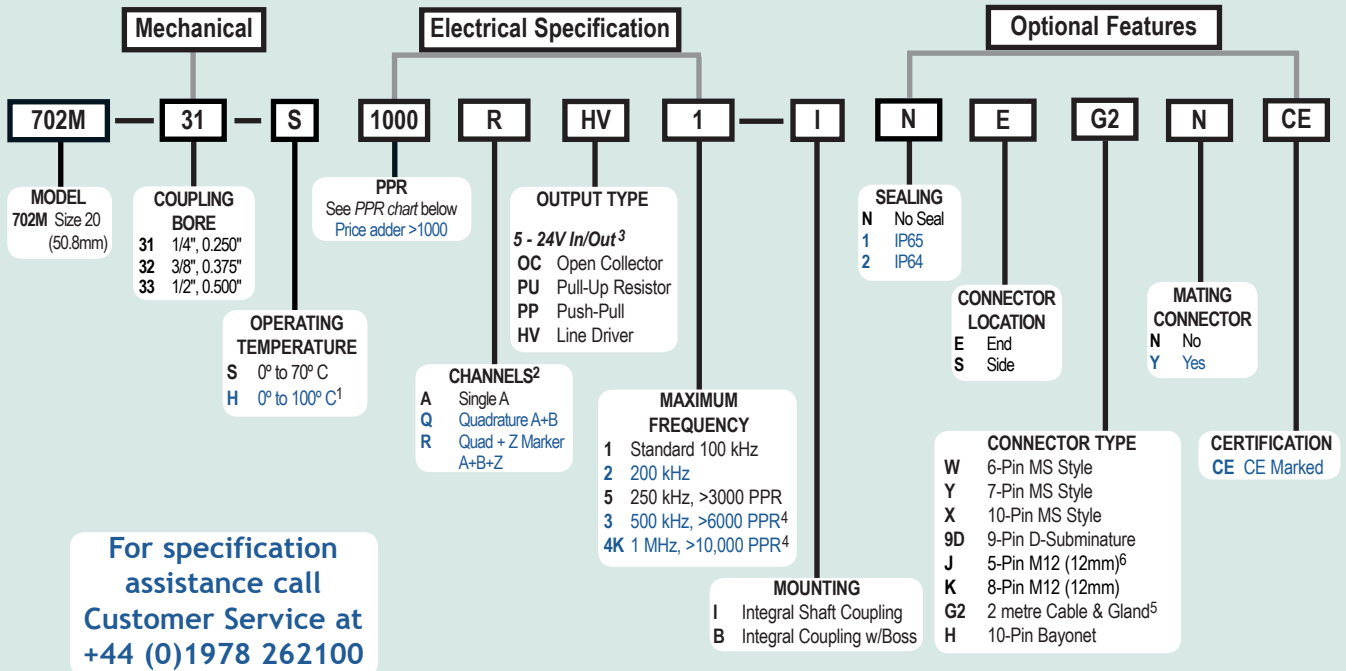 Mechanical
Electrical Specification
Optional Features
702M
31
S
1000
R
HV
1
I
N
E
G2
N
CE
MODEL
702M Size 20
(50.8mm)
COUPLING
BORE
31 1/4", 0.250"
32 3/8", 0.375"
33 1/2", 0.500"
OPERATING
TEMPERATURE
S 0º to 70º C
H 0º to 100º C1
PPR
See PPR chart below
Price adder >1000
CHANNELS2
A Single A
Q Quadrature A+B
R Quad + Z Marker
A+B+Z
OUTPUT TYPE
5 - 24V In/Out3
OC Open Collector
PU Pull-Up Resistor
PP Push-Pull
HV Line Driver
MAXIMUM
FREQUENCY
1 Standard 100 kHz
2 200 kHz
5 250 kHz, >3000 PPR
3 500 kHz, >6000 PPR4
4K 1 MHz, >10,000 PPR4
MOUNTING
I Integral Shaft Coupling
B Integral Coupling w/Boss
SEALING
N No Seal
1 IP65
2 IP64
CONNECTOR
LOCATION
E End
S Side
CONNECTOR TYPE
W 6-Pin MS Style
Y 7-Pin MS Style
X 10-Pin MS Style
9D 9-Pin D-Subminature
J 5-Pin M12 (12mm)6
K 8-Pin M12 (12mm)
G2 2 metre Cable & Gland5
H 10-Pin Bayonet
MATING
CONNECTOR
N No
Y Yes
CERTIFICATION
CE CE Marked
For specification
assistance call
Customer Service at
+44 (0)1978 262100